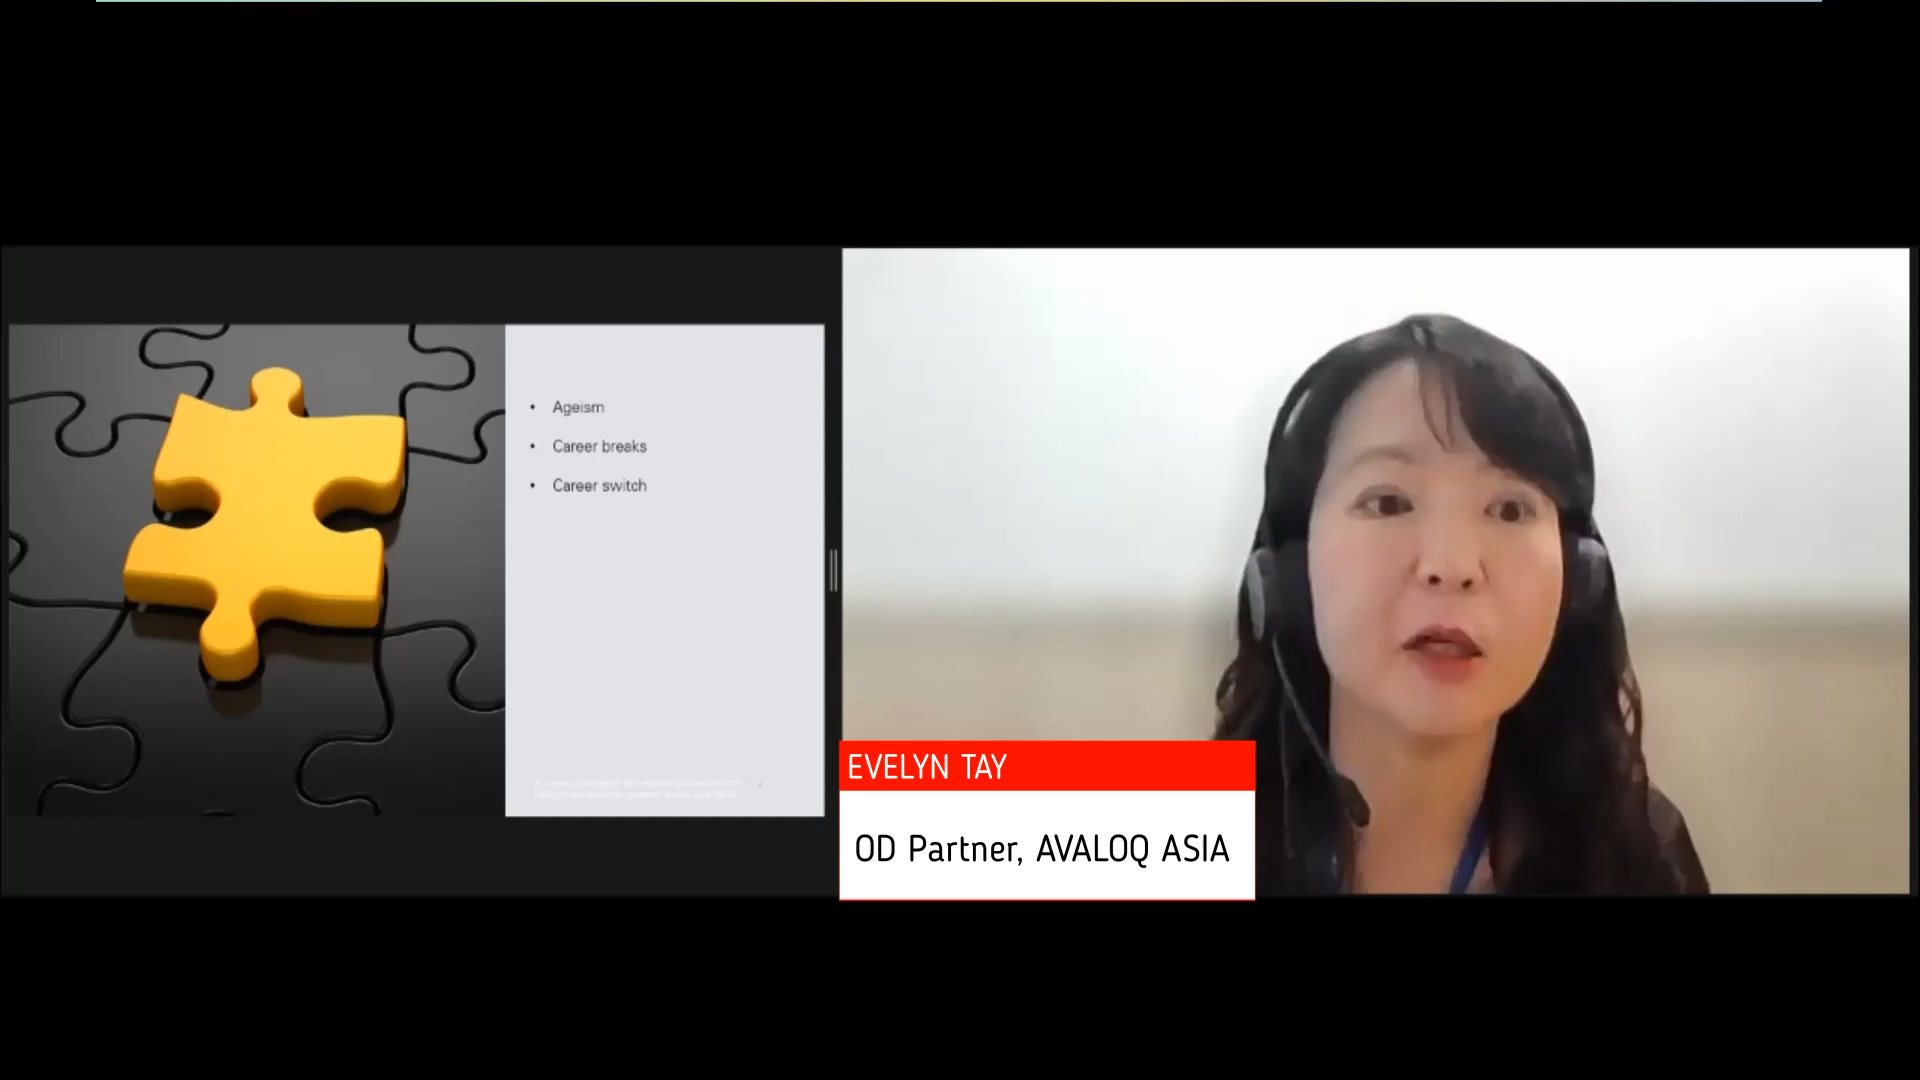 • Ageism
• Career breaks
• Career switch
EVELYN TAY
OD Partner, AVALOQ ASIA